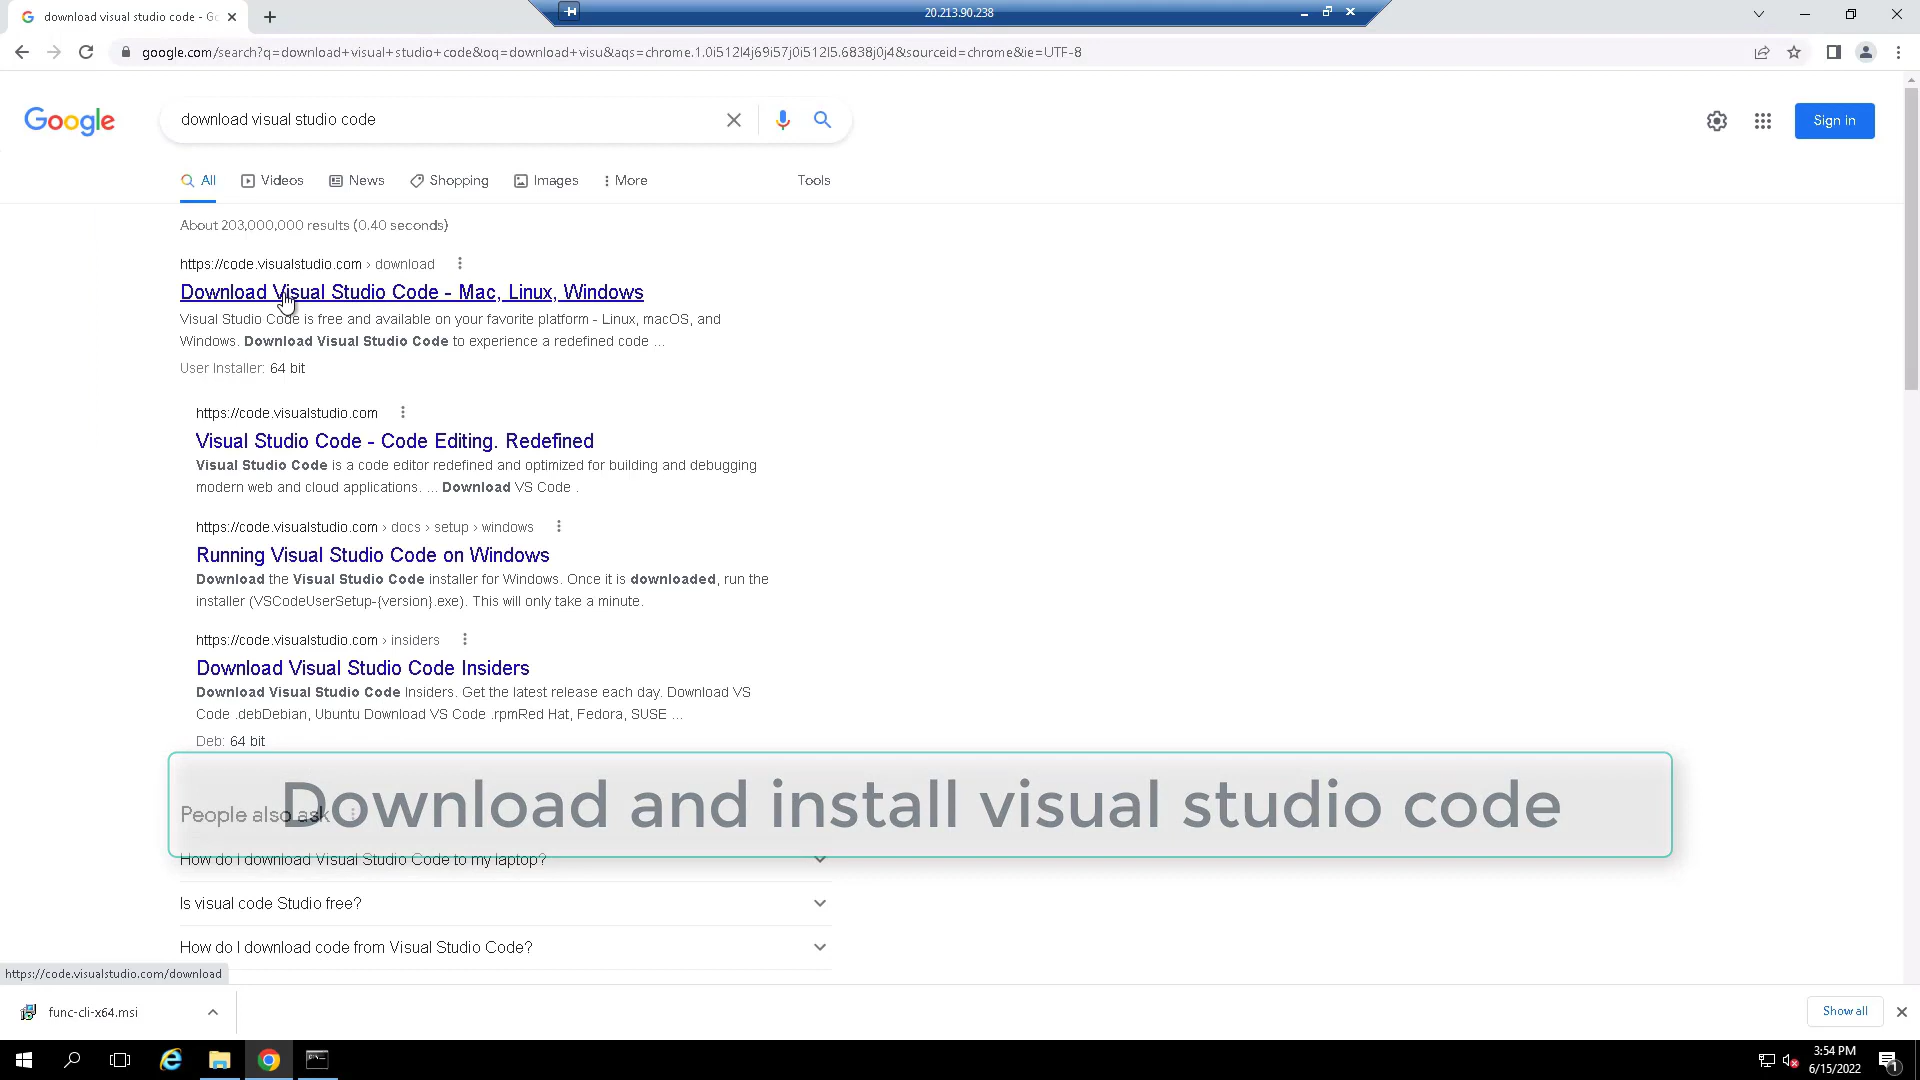 download visual studio code - Go
20.213.90.238
google.com/search?q=download+visual+studio+code&oq=download+visu&aqs=chrome.1.0i512l4j69i57j0i512l5.6838j0j4&sourceid=chrome&ie=UTF-8
Google
download visual studio code
Sign in
All
Videos
News
Shopping
Images
More
Tools
About 203,000,000 results (0.40 seconds)
https://code.visualstudio.com › download
Download Visual Studio Code - Mac, Linux, Windows
Visual Studio Code is free and available on your favorite platform - Linux, macOS, and
Windows. Download Visual Studio Code to experience a redefined code ...
User Installer: 64 bit
https://code.visualstudio.com
Visual Studio Code - Code Editing. Redefined
Visual Studio Code is a code editor redefined and optimized for building and debugging
modern web and cloud applications. ... Download VS Code .
https://code.visualstudio.com › docs › setup › windows
Running Visual Studio Code on Windows
Download the Visual Studio Code installer for Windows. Once it is downloaded, run the
installer (VSCodeUserSetup-{version}.exe). This will only take a minute.
https://code.visualstudio.com › insiders
Download Visual Studio Code Insiders
Download Visual Studio Code Insiders. Get the latest release each day. Download VS
Code .debDebian, Ubuntu Download VS Code .rpmRed Hat, Fedora, SUSE ...
Deb: 64 bit
Download and install visual studio code
People also ask
How do I download Visual Studio Code to my laptop?
Is visual code Studio free?
How do I download code from Visual Studio Code?
https://code.visualstudio.com/download
func-cli-x64.msi
Show all
3:54 PM
6/15/2022
1